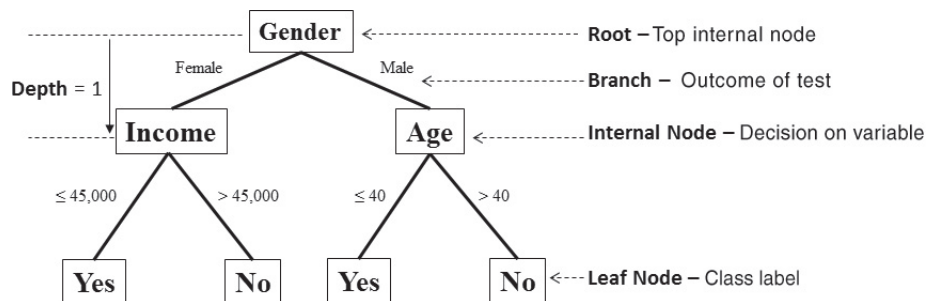 Gender
Root – Top internal node
Female
Male
Branch – Outcome of test
Depth = 1
Income
Age
Internal Node – Decision on variable
≤ 45,000
> 45,000
≤ 40
> 40
Yes
No
Yes
No
Leaf Node – Class label